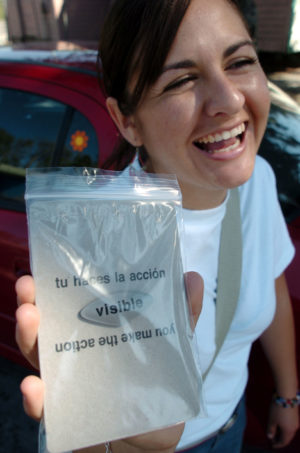 tu haces la acción
visible
you make the action